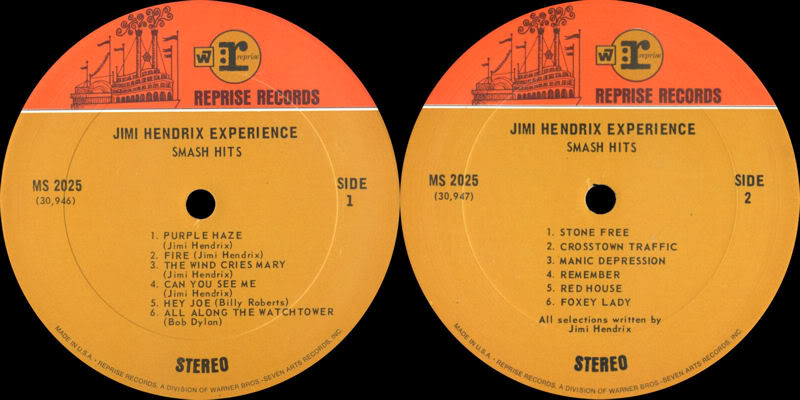 W
r:
reprise
REPRISE RECORDS
JIMI HENDRIX EXPERIENCE
SMASH HITS
MS 2025
(30,946)
SIDE
1
1. PURPLE HAZE
(Jimi Hendrix)
2. FIRE (Jimi Hendrix)
3. THE WIND CRIES MARY
(Jimi Hendrix)
4. CAN YOU SEE ME
(Jimi Hendrix)
5. HEY JOE (Billy Roberts)
6. ALL ALONG THE WATCHTOWER
(Bob Dylan)
STEREO
MADE IN U.S.A. • REPRISE RECORDS, A DIVISION OF WARNER BROS.-SEVEN ARTS RECORDS, INC.
W
r:
reprise
REPRISE RECORDS
JIMI HENDRIX EXPERIENCE
SMASH HITS
MS 2025
(30,947)
SIDE
2
1. STONE FREE
2. CROSSTOWN TRAFFIC
3. MANIC DEPRESSION
4. REMEMBER
5. RED HOUSE
6. FOXEY LADY
All selections written by
Jimi Hendrix
STEREO
MADE IN U.S.A. • REPRISE RECORDS, A DIVISION OF WARNER BROS.-SEVEN ARTS RECORDS, INC.